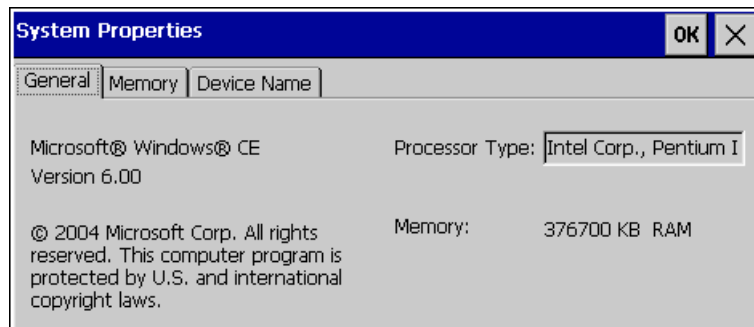 System Properties
OK
General Memory Device Name
Microsoft® Windows® CE
Version 6.00
Processor Type: Intel Corp., Pentium I
© 2004 Microsoft Corp. All rights
reserved. This computer program is
protected by U.S. and international
copyright laws.
Memory: 376700 KB RAM